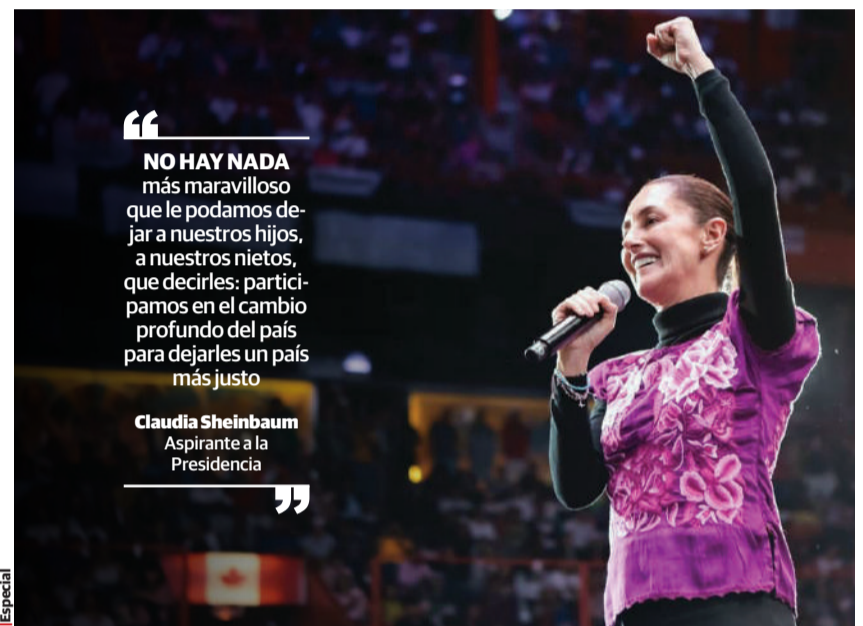 “
NO HAY NADA
más maravilloso
que le podamos de-
jar a nuestros hijos,
a nuestros nietos,
que decirles: partici-
pamos en el cambio
profundo del país
para dejarles un país
más justo
Claudia Sheinbaum
Aspirante a la
Presidencia
”
Especial